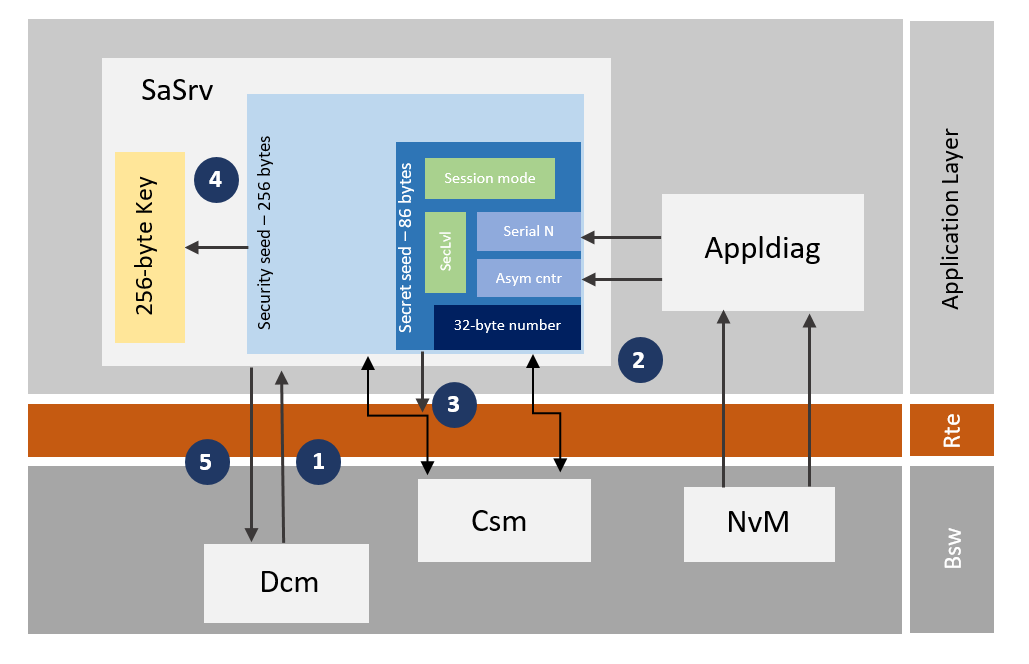 SaSrv
256-byte Key
4
Security seed – 256 bytes
Secret seed – 86 bytes
Session mode
SecLvl
Serial N
Asym cntr
32-byte number
Appldiag
Application Layer
2
3
Rte
5
1
Csm
NvM
Dcm
Bsw